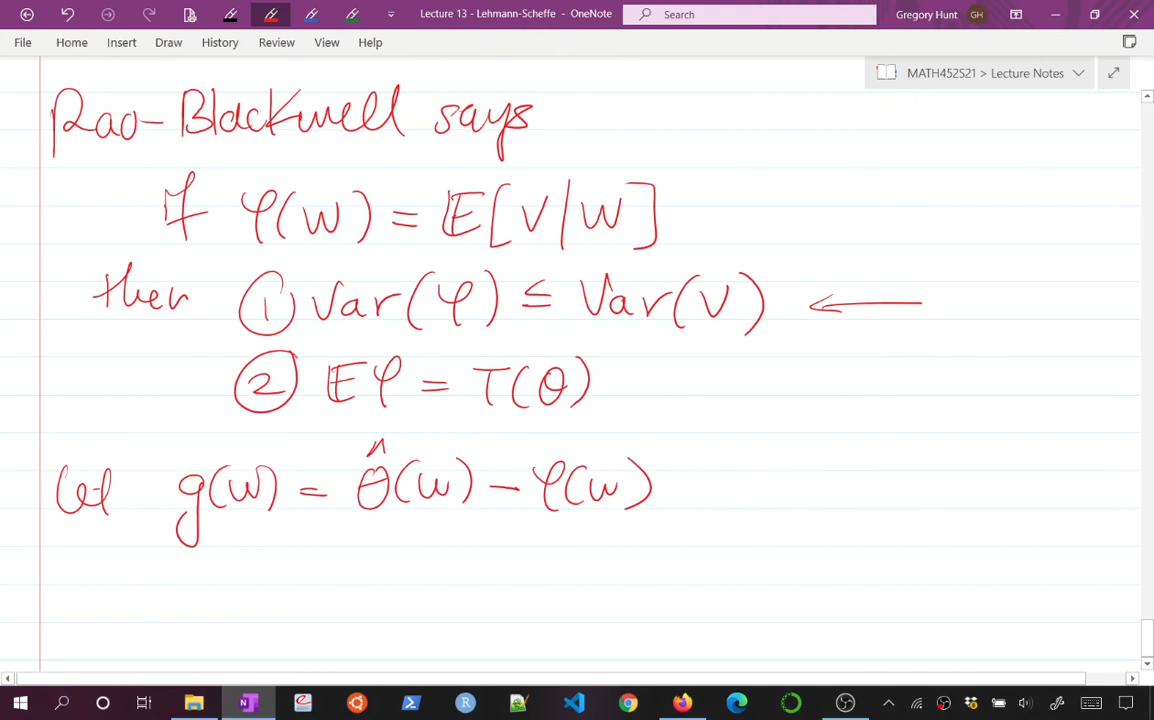 Lecture 13 - Lehmann-Scheffe - OneNote
Search
Gregory Hunt GH
File Home Insert Draw History Review View Help
MATH452S21 > Lecture Notes
Rao-Blackwell says
If φ(W) = E[V|W]
then ① Var(φ) ≤ Var(V) ←
② Eφ = T(θ)
Let g(W) = θ̂(W) - φ(W)